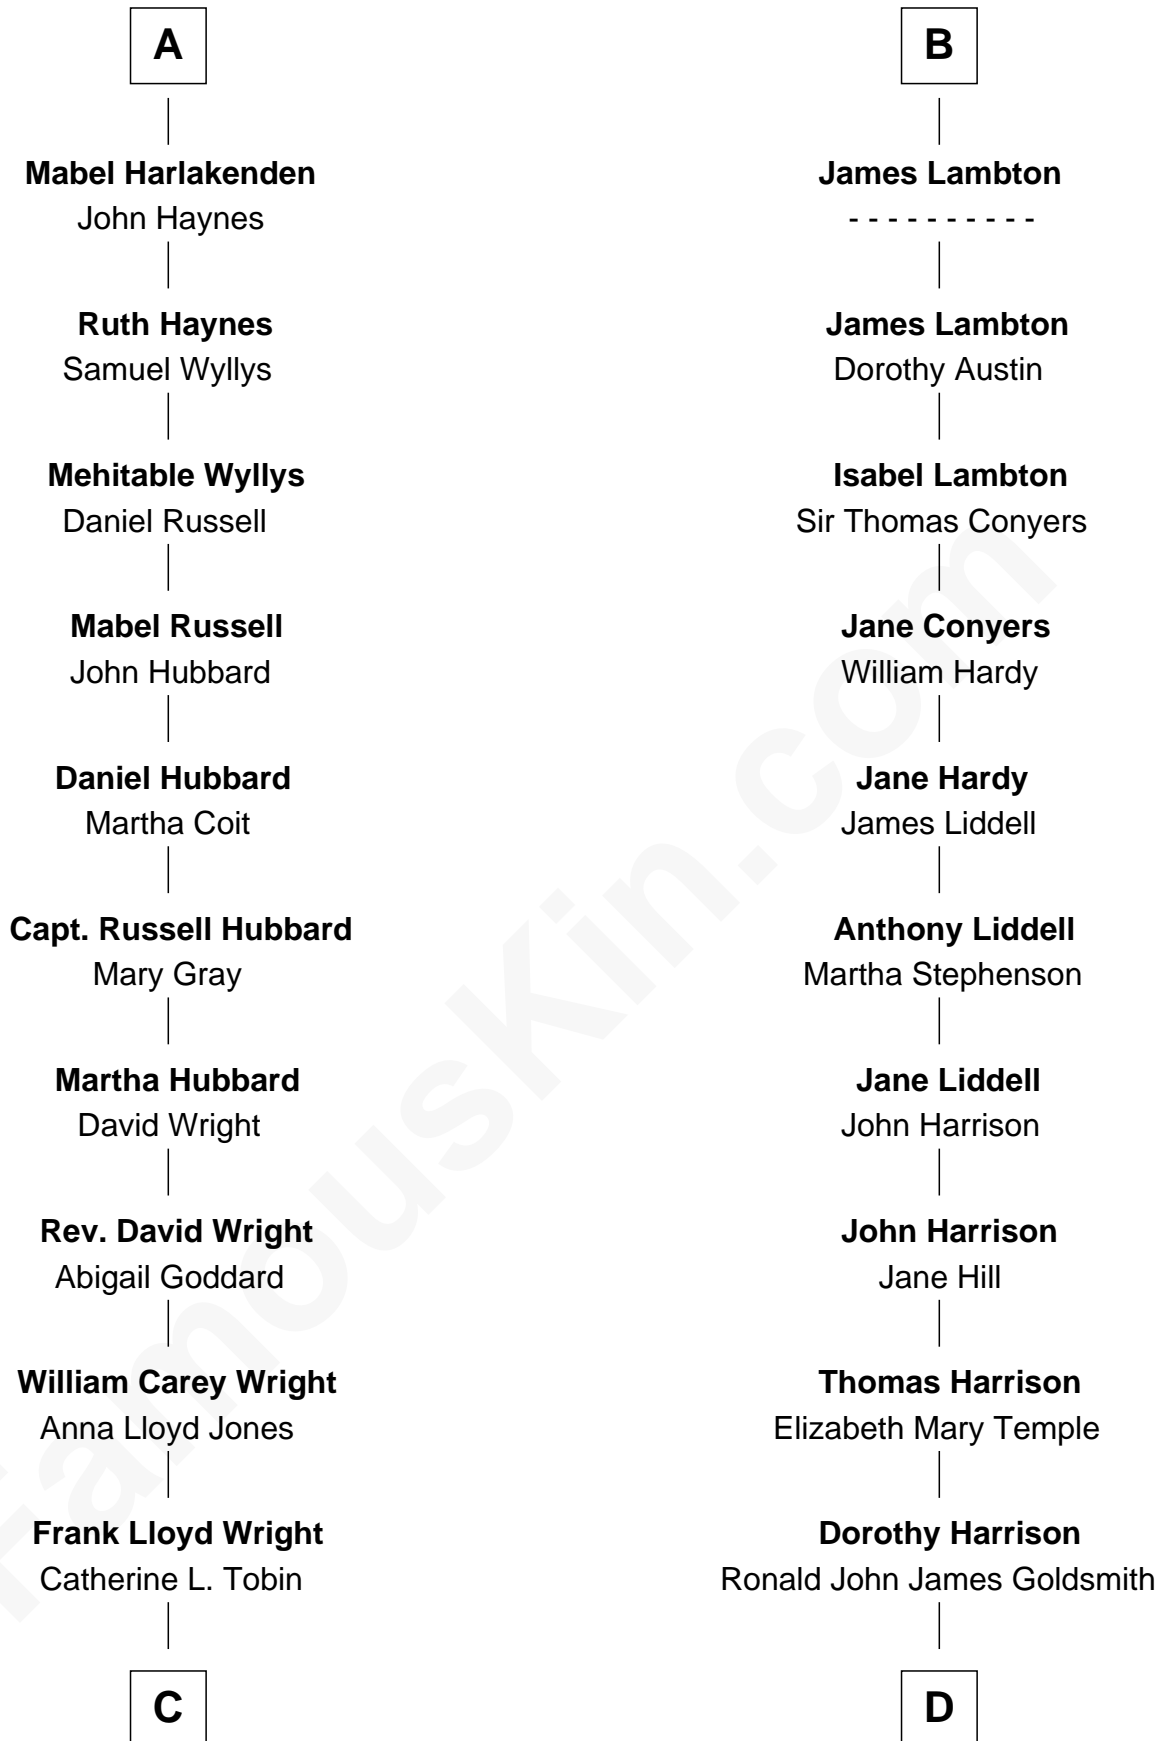 A
Mabel Harlakenden
John Haynes
Ruth Haynes
Samuel Wyllys
Mehitable Wyllys
Daniel Russell
Mabel Russell
John Hubbard
Daniel Hubbard
Martha Coit
Capt. Russell Hubbard
Mary Gray
Martha Hubbard
David Wright
Rev. David Wright
Abigail Goddard
William Carey Wright
Anna Lloyd Jones
Frank Lloyd Wright
Catherine L. Tobin
C
B
James Lambton
- - - - - - - - - -
James Lambton
Dorothy Austin
Isabel Lambton
Sir Thomas Conyers
Jane Conyers
William Hardy
Jane Hardy
James Liddell
Anthony Liddell
Martha Stephenson
Jane Liddell
John Harrison
John Harrison
Jane Hill
Thomas Harrison
Elizabeth Mary Temple
Dorothy Harrison
Ronald John James Goldsmith
D
FamousKin.com